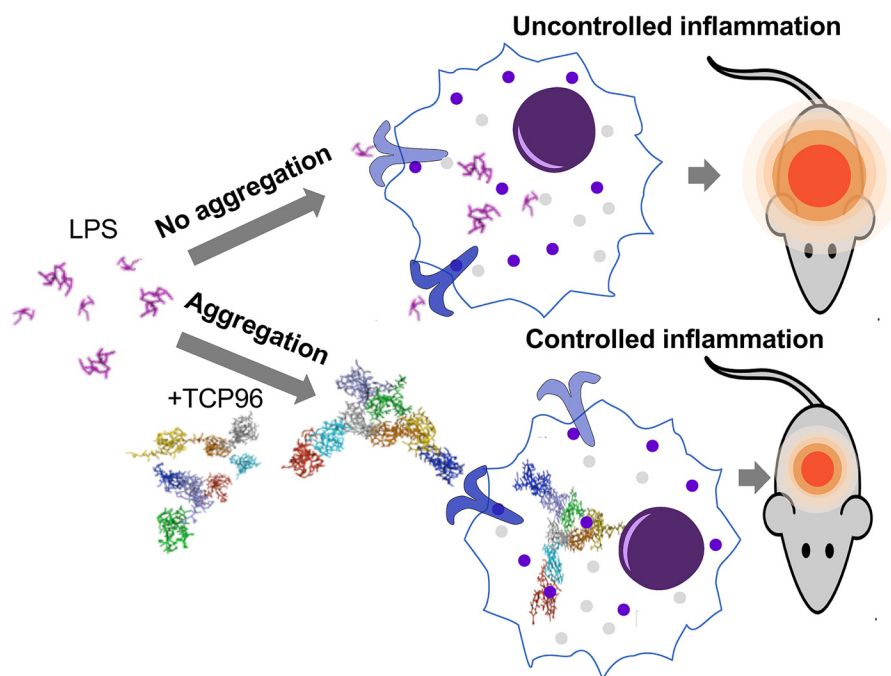 Uncontrolled inflammation
No aggregation
LPS
Aggregation
Controlled inflammation
+TCP96